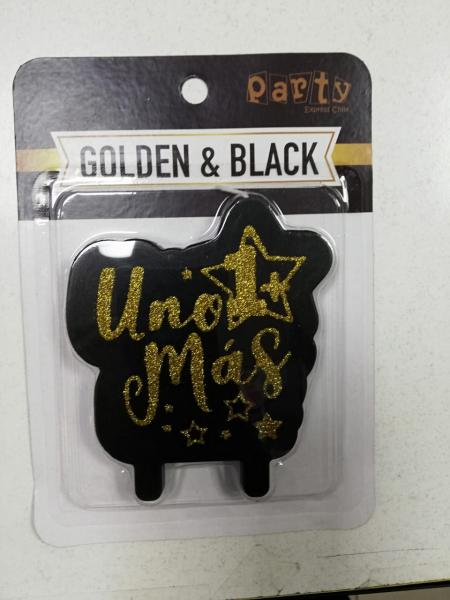 Party
Express Chile
GOLDEN & BLACK
Uno 1+
Más